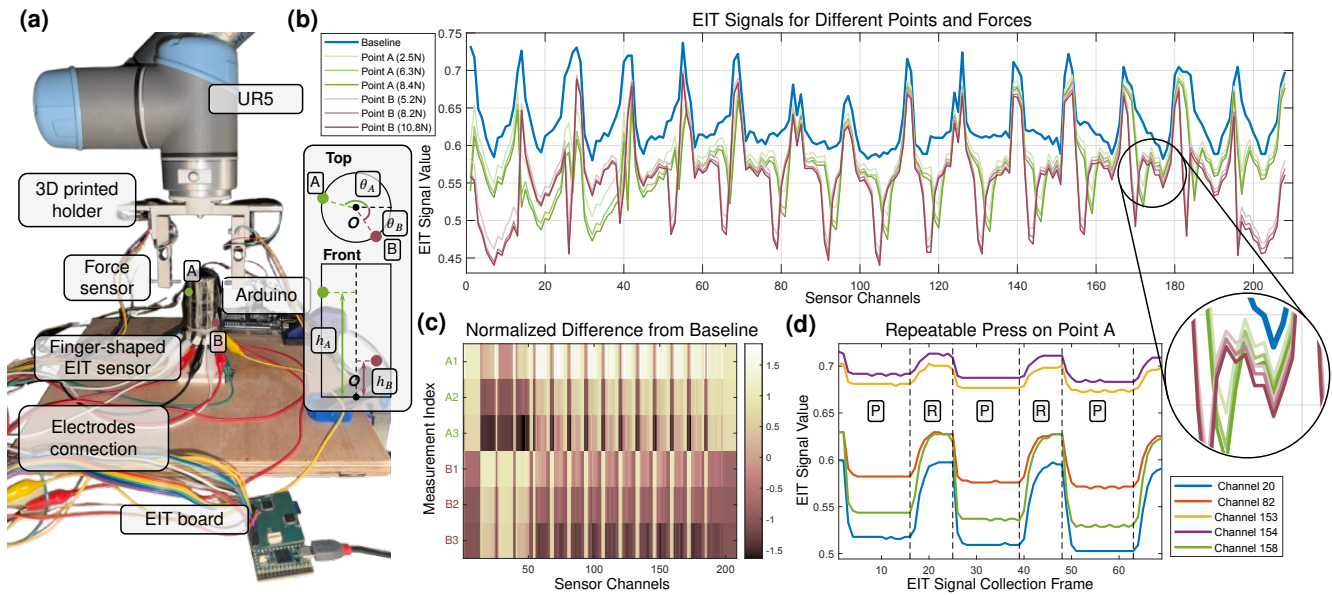 (a)
UR5
3D printed
holder
Force
sensor
A
Arduino
B
Finger-shaped
EIT sensor
Electrodes
connection
EIT board
(b)
EIT Signals for Different Points and Forces
Baseline
Point A (2.5N)
Point A (6.3N)
Point A (8.4N)
Point B (5.2N)
Point B (8.2N)
Point B (10.8N)
Top
A
θA
O
θB
B
Front
hA
O
hB
EIT Signal Value
0.75
0.7
0.65
0.6
0.55
0.5
0.45
0 20 40 60 80 100 120 140 160 180 200
Sensor Channels
(c)
Normalized Difference from Baseline
Measurement Index
A1
A2
A3
B1
B2
B3
50 100 150 200
Sensor Channels
1.5
1
0.5
0
-0.5
-1
-1.5
(d)
Repeatable Press on Point A
EIT Signal Value
0.7
0.65
0.6
0.55
0.5
P R P R P
10 20 30 40 50 60
EIT Signal Collection Frame
Channel 20
Channel 82
Channel 153
Channel 154
Channel 158